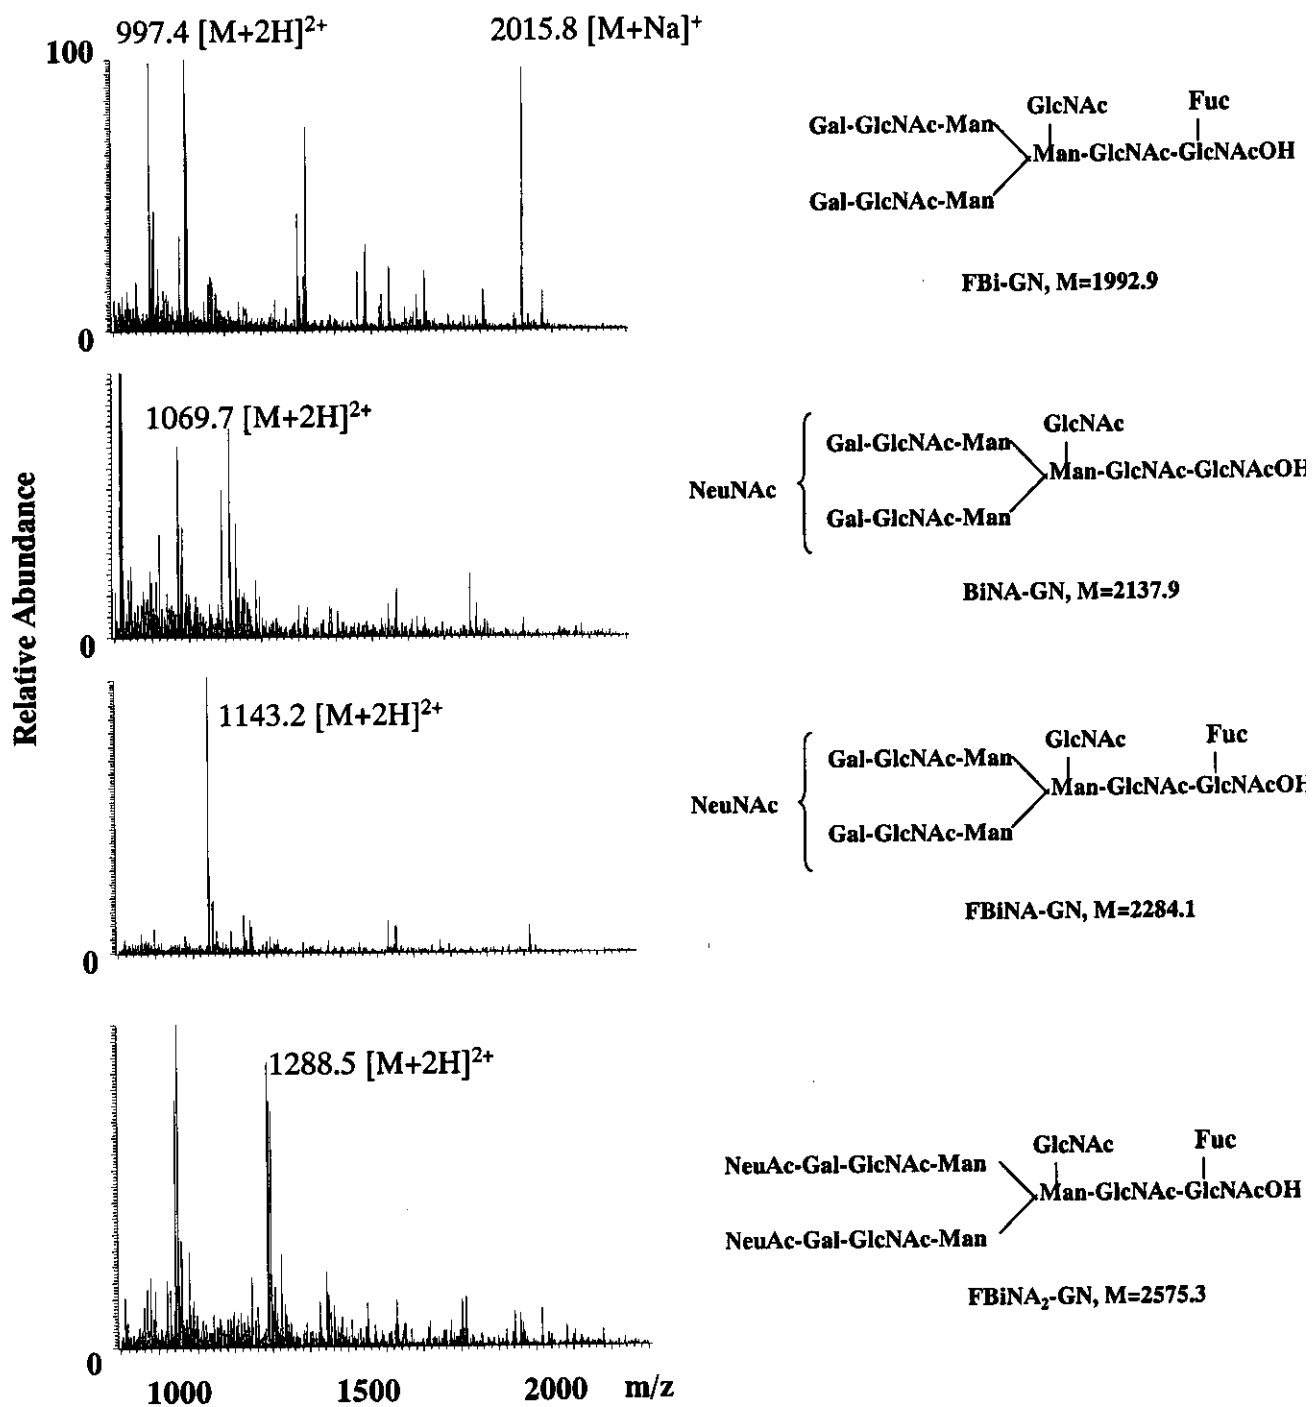 997.4 [M+2H]²⁺
2015.8 [M+Na]⁺
100
0
GlcNAc
Fuc
Gal-GlcNAc-Man
Man-GlcNAc-GlcNAcOH
Gal-GlcNAc-Man
FBi-GN, M=1992.9
1069.7 [M+2H]²⁺
0
GlcNAc
Gal-GlcNAc-Man
NeuNAc
Man-GlcNAc-GlcNAcOH
Gal-GlcNAc-Man
BiNA-GN, M=2137.9
Relative Abundance
1143.2 [M+2H]²⁺
0
GlcNAc
Fuc
Gal-GlcNAc-Man
NeuNAc
Man-GlcNAc-GlcNAcOH
Gal-GlcNAc-Man
FBiNA-GN, M=2284.1
1288.5 [M+2H]²⁺
0
GlcNAc
Fuc
NeuAc-Gal-GlcNAc-Man
Man-GlcNAc-GlcNAcOH
NeuAc-Gal-GlcNAc-Man
FBiNA₂-GN, M=2575.3
1000
1500
2000
m/z